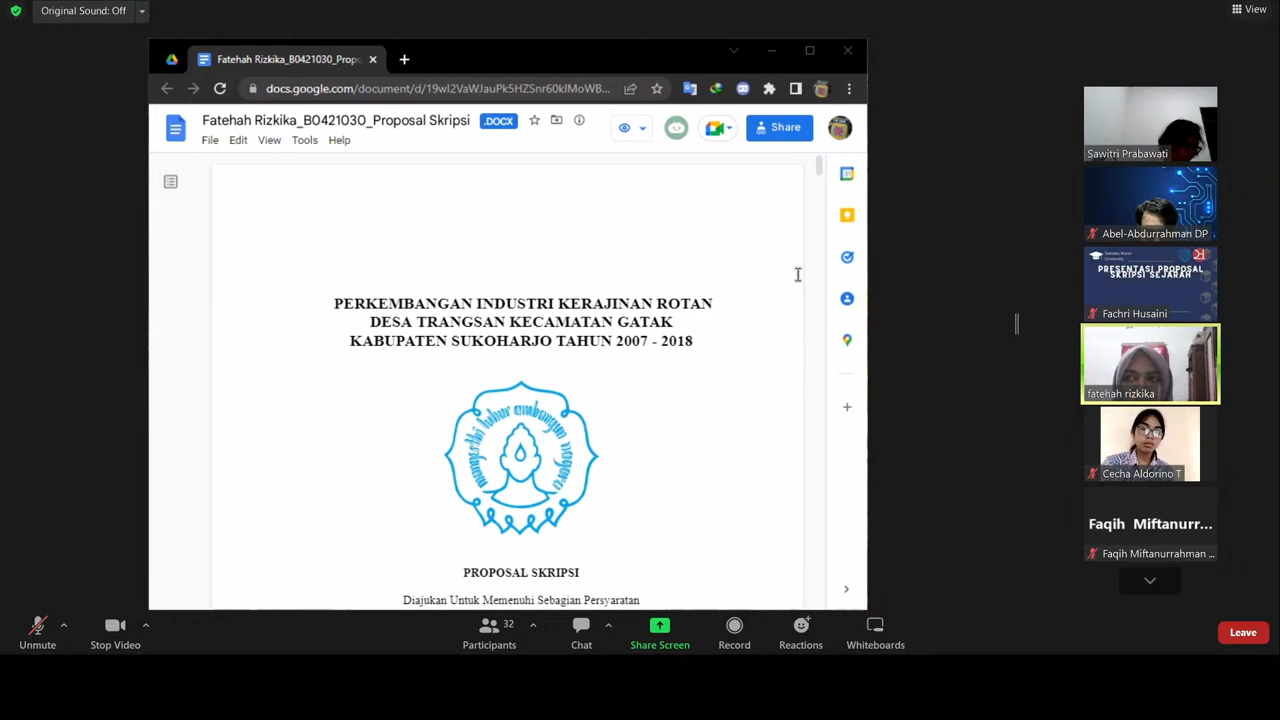 Original Sound: Off
View
Fatehah Rizkika_B0421030_Propo
docs.google.com/document/d/19wI2VaWJauPk5HZSnr60kIMoWB...
Fatehah Rizkika_B0421030_Proposal Skripsi
.DOCX
Share
File Edit View Tools Help
PERKEMBANGAN INDUSTRI KERAJINAN ROTAN
DESA TRANGSAN KECAMATAN GATAK
KABUPATEN SUKOHARJO TAHUN 2007 - 2018
PROPOSAL SKRIPSI
Diajukan Untuk Memenuhi Sebagian Persyaratan
Sawitri Prabawati
Abel-Abdurrahman DP
PRESENTASI PROPOSAL
SKRIPSI SEJARAH
Fachri Husaini
fatehah rizkika
Cecha Aldorino T
Faqih Miftanurr...
Faqih Miftanurrahman ...
Unmute
Stop Video
32
Participants
Chat
Share Screen
Record
Reactions
Whiteboards
Leave